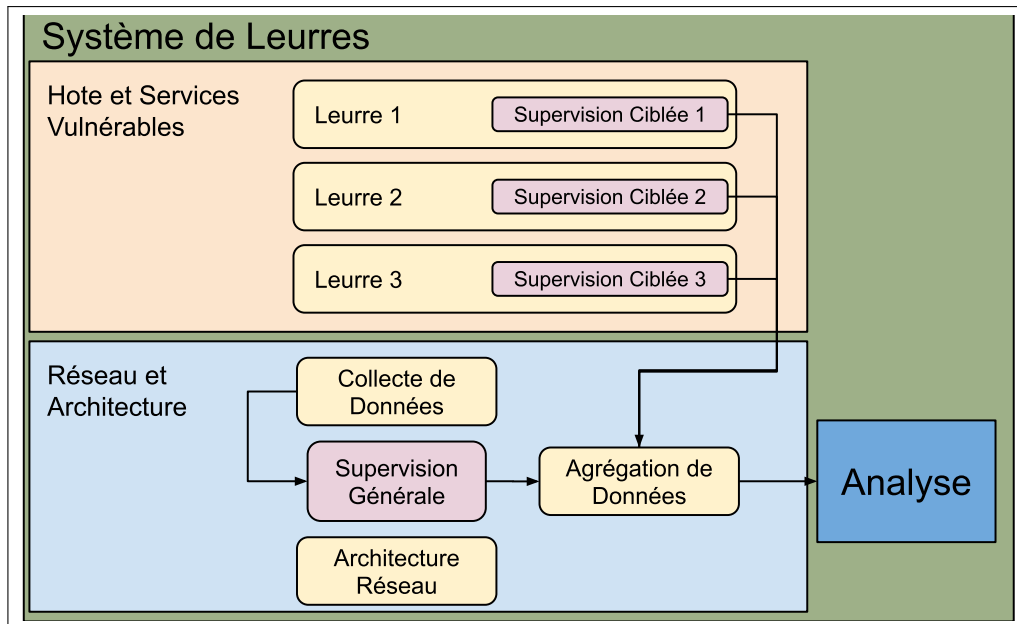 Système de Leurres
Hote et Services
Vulnérables
Leurre 1
Supervision Ciblée 1
Leurre 2
Supervision Ciblée 2
Leurre 3
Supervision Ciblée 3
Réseau et
Architecture
Collecte de
Données
Supervision
Générale
Agrégation de
Données
Architecture
Réseau
Analyse